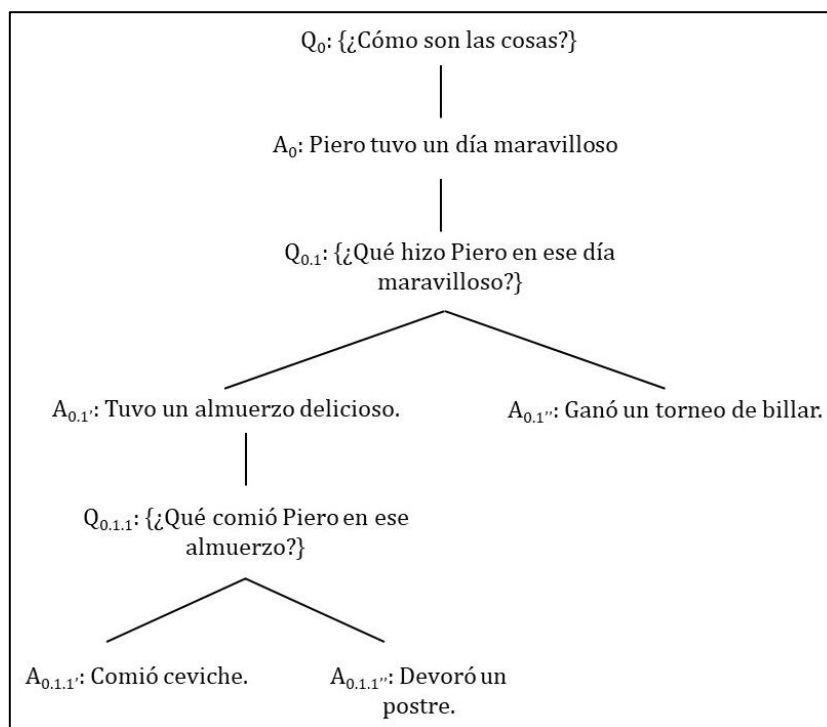 Q₀: {¿Cómo son las cosas?}
A₀: Piero tuvo un día maravilloso
Q₀.₁: {¿Qué hizo Piero en ese día
maravilloso?}
A₀.₁': Tuvo un almuerzo delicioso.
A₀.₁'': Ganó un torneo de billar.
Q₀.₁.₁: {¿Qué comió Piero en ese
almuerzo?}
A₀.₁.₁': Comió ceviche.
A₀.₁.₁'': Devoró un
postre.